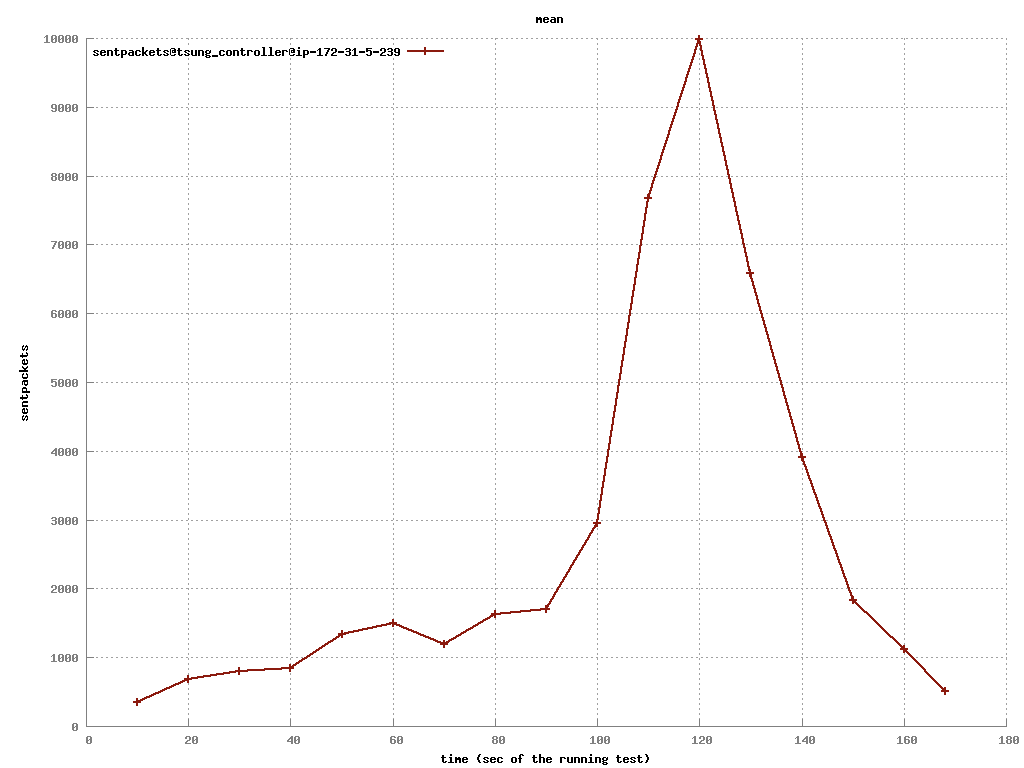 mean
sentpackets@tsung_controller@ip-172-31-5-239
10000
9000
8000
7000
6000
5000
4000
3000
2000
1000
0
sentpackets
0 20 40 60 80 100 120 140 160 180
time (sec of the running test)